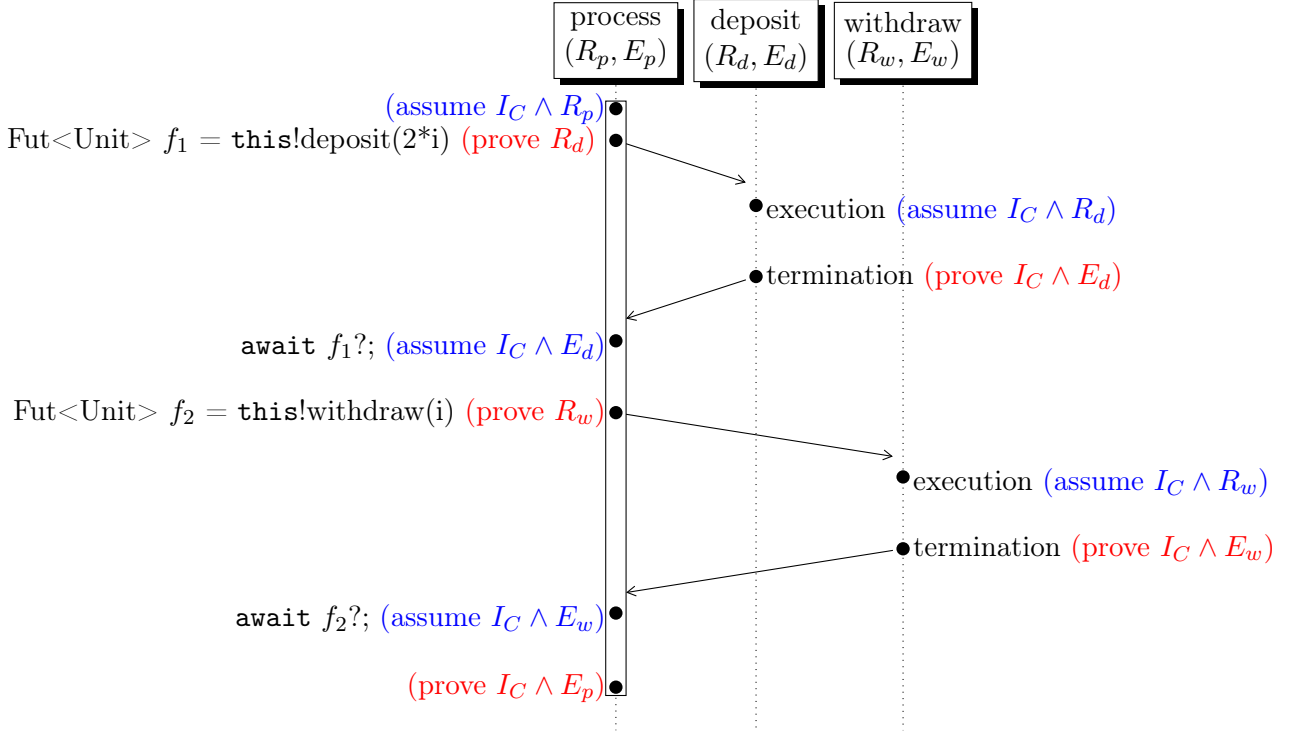 process
(R_p, E_p)
deposit
(R_d, E_d)
withdraw
(R_w, E_w)
(assume I_C ∧ R_p)
Fut<Unit> f_1 = this!deposit(2*i) (prove R_d)
execution (assume I_C ∧ R_d)
termination (prove I_C ∧ E_d)
await f_1?; (assume I_C ∧ E_d)
Fut<Unit> f_2 = this!withdraw(i) (prove R_w)
execution (assume I_C ∧ R_w)
termination (prove I_C ∧ E_w)
await f_2?; (assume I_C ∧ E_w)
(prove I_C ∧ E_p)